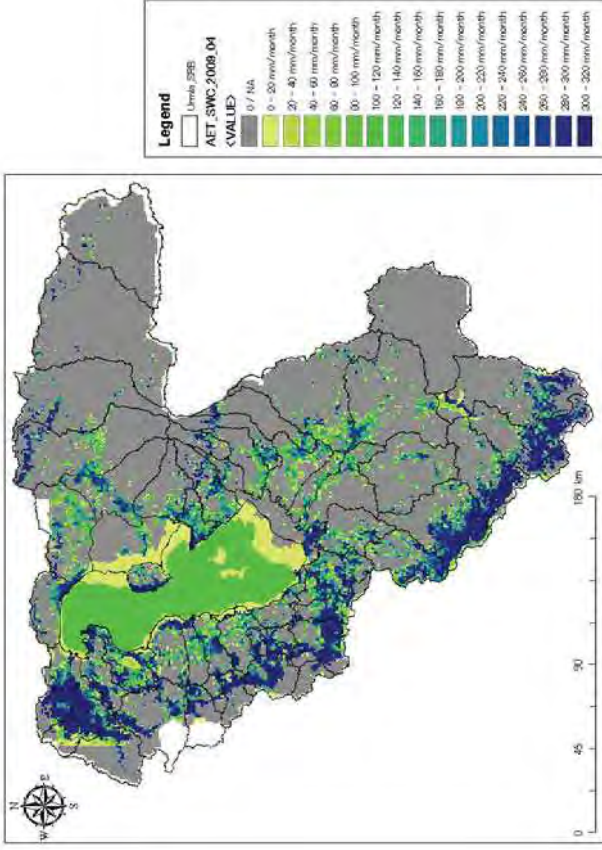 Legend
Urmia_SRB
AET_SWC_2009_04
<VALUE>
0 / NA
0 - 20 mm/month
20 - 40 mm/month
40 - 60 mm/month
60 - 80 mm/month
80 - 100 mm/month
100 - 120 mm/month
120 - 140 mm/month
140 - 160 mm/month
160 - 180 mm/month
180 - 200 mm/month
200 - 220 mm/month
220 - 240 mm/month
240 - 260 mm/month
260 - 280 mm/month
280 - 300 mm/month
300 - 320 mm/month
N
W
E
S
0
45
90
180 km